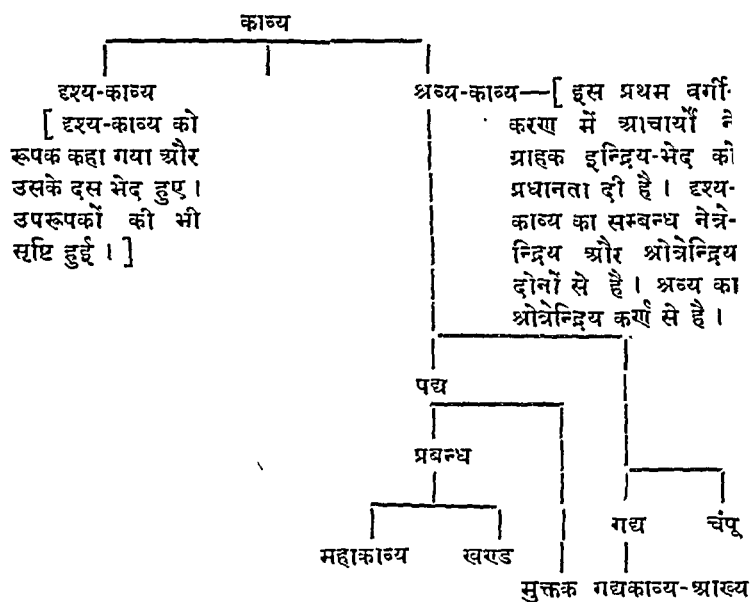 काव्य
दृश्य-काव्य
[ दृश्य-काव्य को
रूपक कहा गया और
उसके दस भेद हुए।
उपरूपकों की भी
सृष्टि हुई। ]
श्रव्य-काव्य—[ इस प्रथम वर्गी-
करण में आचार्यों ने
ग्राहक इन्द्रिय-भेद को
प्रधानता दी है। दृश्य-
काव्य का सम्बन्ध नेत्रे-
न्द्रिय और श्रोत्रेन्द्रिय
दोनों से है। श्रव्य का
श्रोत्रेन्द्रिय कर्ण से है।
पद्य
प्रबन्ध
गद्य चंपू
महाकाव्य खण्ड
मुक्तक गद्यकाव्य-आख्य